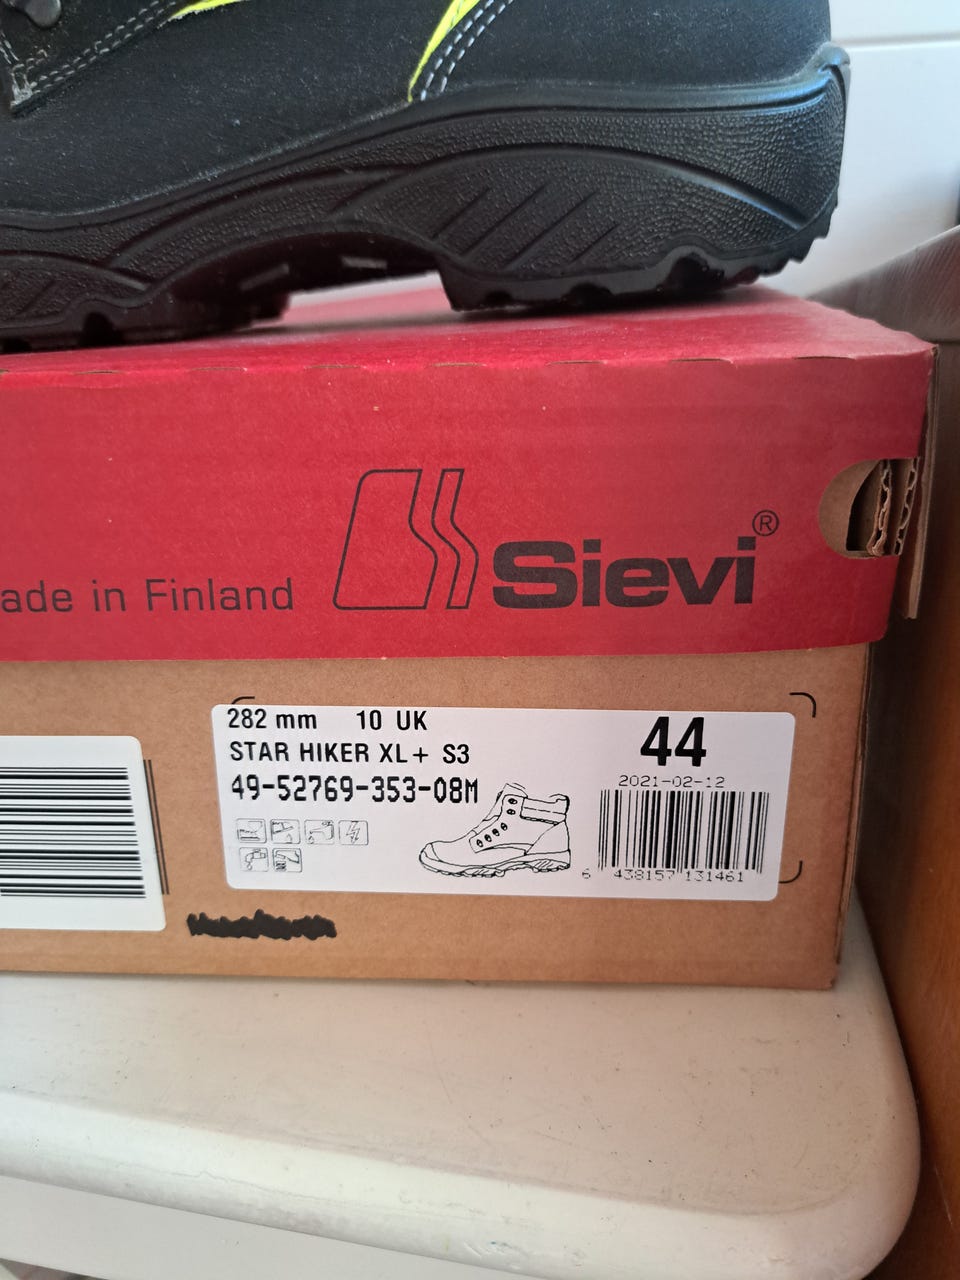 ade in Finland
Sievi®
282 mm 10 UK
STAR HIKER XL+ S3
49-52769-353-08M
44
2021-02-12
6 438157 131461